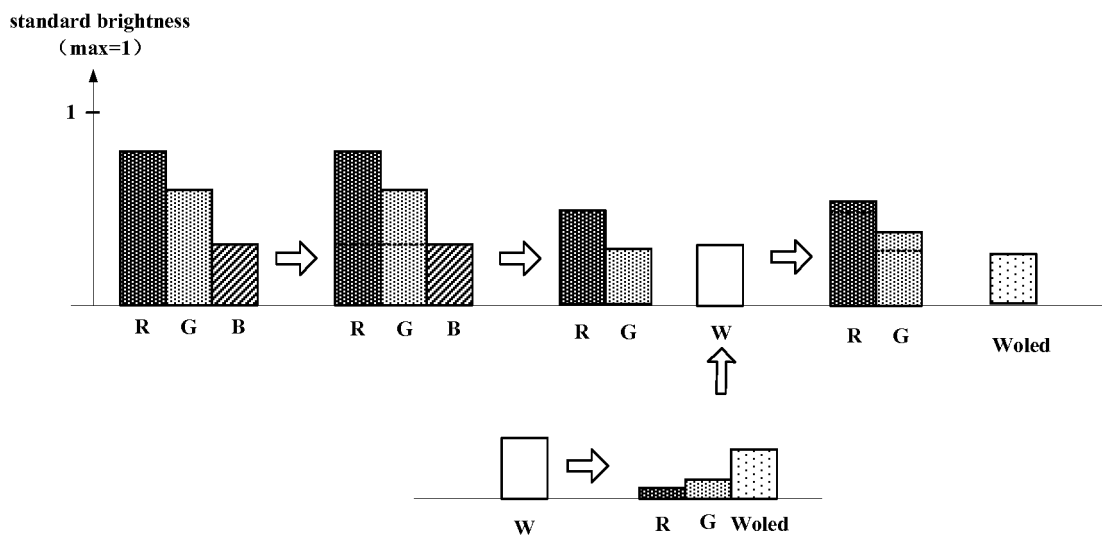 standard brightness
（max=1）
1
R G B
R G B
R G
W
R G
Woled
W
R G Woled